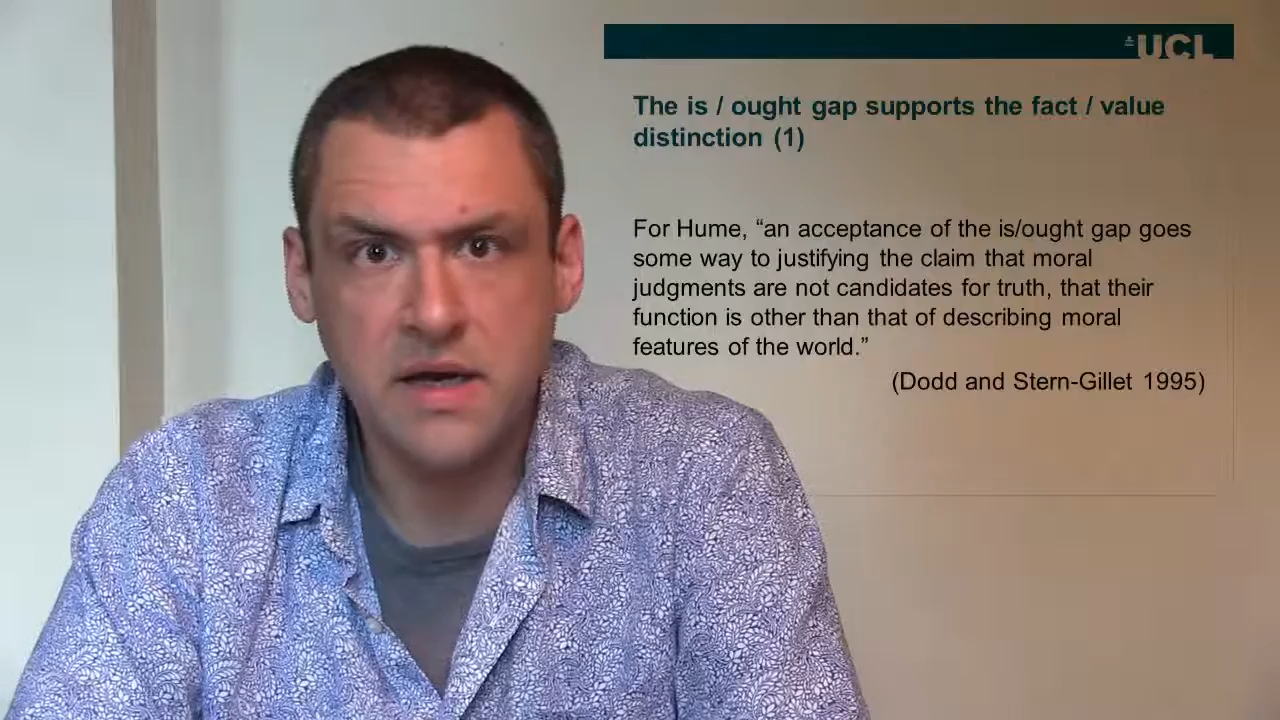 UCL
The is / ought gap supports the fact / value
distinction (1)
For Hume, “an acceptance of the is/ought gap goes
some way to justifying the claim that moral
judgments are not candidates for truth, that their
function is other than that of describing moral
features of the world.”
(Dodd and Stern-Gillet 1995)